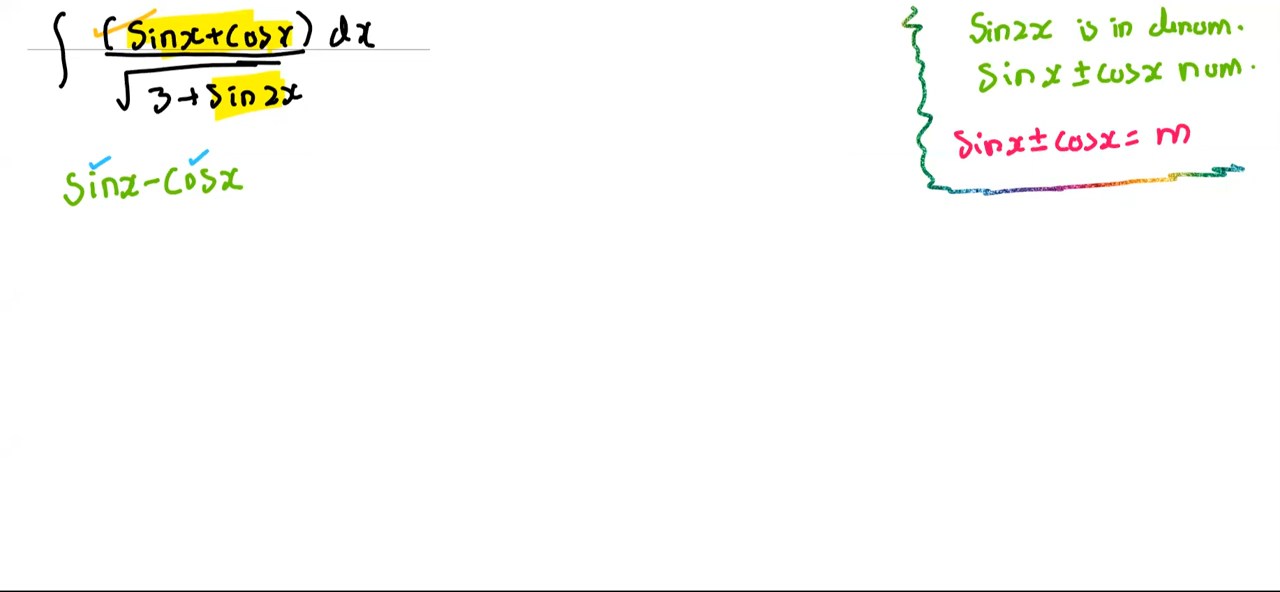 ∫ (sinx+cosx) dx
√3+sin2x
sinx-cosx
Sin2x is in denom.
sinx±cosx num.
sinx±cosx= m